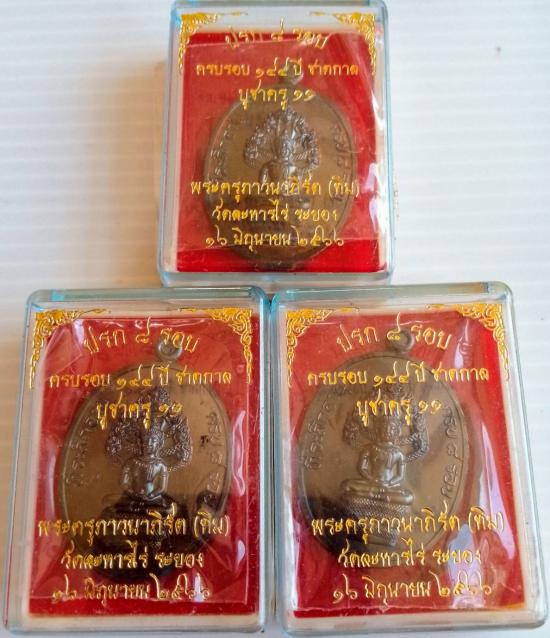 ปรก ๘ รอบ
ครบรอบ ๑๔๔ ปี ชาตกาล
บูชาครู ๑๑
พระครูภาวนาภิรัต (ทิม)
วัดละหารไร่ ระยอง
๑๖ มิถุนายน ๒๕๖๖
ปรก ๘ รอบ
ครบรอบ ๑๔๔ ปี ชาตกาล
บูชาครู ๑๑
พระครูภาวนาภิรัต (ทิม)
วัดละหารไร่ ระยอง
๑๖ มิถุนายน ๒๕๖๖
ปรก ๘ รอบ
ครบรอบ ๑๔๔ ปี ชาตกาล
บูชาครู ๑๑
พระครูภาวนาภิรัต (ทิม)
วัดละหารไร่ ระยอง
๑๖ มิถุนายน ๒๕๖๖